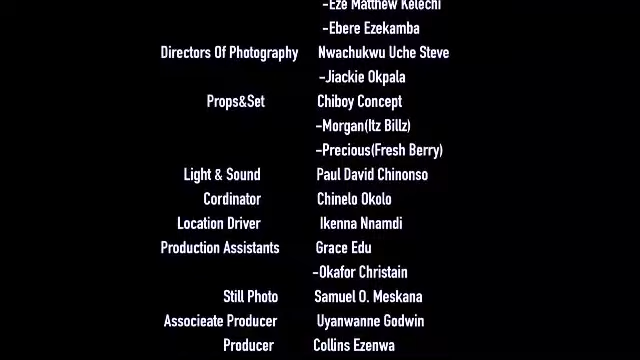 -Eze Matthew Kelechi
-Ebere Ezekamba
Directors Of Photography Nwachukwu Uche Steve
-Jiackie Okpala
Props&Set Chiboy Concept
-Morgan(Itz Billz)
-Precious(Fresh Berry)
Light & Sound Paul David Chinonso
Cordinator Chinelo Okolo
Location Driver Ikenna Nnamdi
Production Assistants Grace Edu
-Okafor Christain
Still Photo Samuel O. Meskana
Associeate Producer Uyanwanne Godwin
Producer Collins Ezenwa